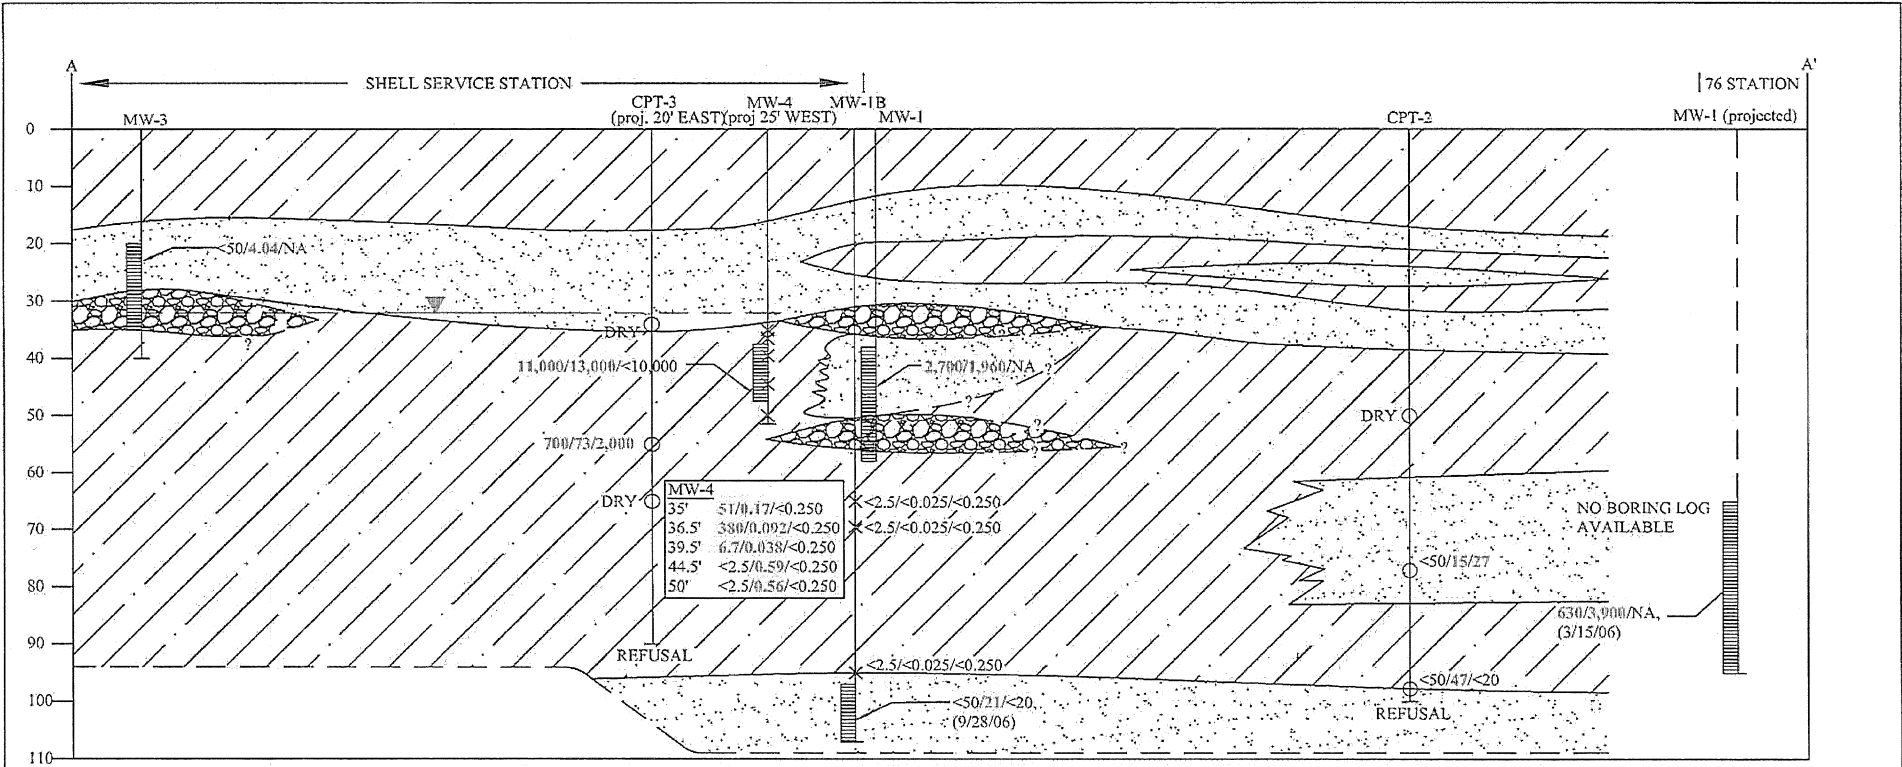 A
A'
SHELL SERVICE STATION
76 STATION
MW-3
CPT-3
(proj. 20' EAST)
MW-4
(proj 25' WEST)
MW-1B
MW-1
CPT-2
MW-1 (projected)
0
10
20
30
40
50
60
70
80
90
100
110
<50/4.04/NA
?
DRY
11,000/13,000/<10,000
2,700/1,960/NA
?
?
?
?
?
?
DRY
700/73/2,000
DRY
MW-4
35' 51/0.17/<0.250
36.5' 380/0.092/<0.250
39.5' 6.7/0.038/<0.250
44.5' <2.5/0.59/<0.250
50' <2.5/0.56/<0.250
<2.5/<0.025/<0.250
<2.5/<0.025/<0.250
NO BORING LOG
AVAILABLE
<50/15/27
630/3,900/NA,
(3/15/06)
REFUSAL
<2.5/<0.025/<0.250
<50/47/<20
<50/21/<20,
(9/28/06)
REFUSAL